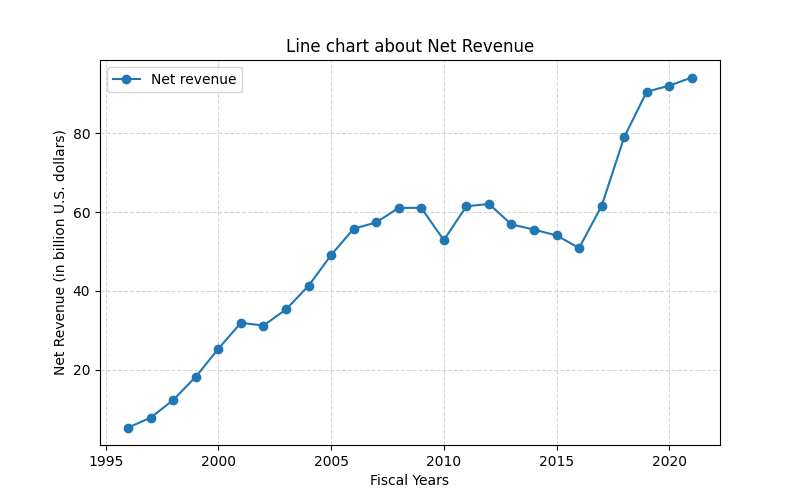 Line chart about Net Revenue
Net revenue
Net Revenue (in billion U.S. dollars)
80
60
40
20
1995 2000 2005 2010 2015 2020
Fiscal Years